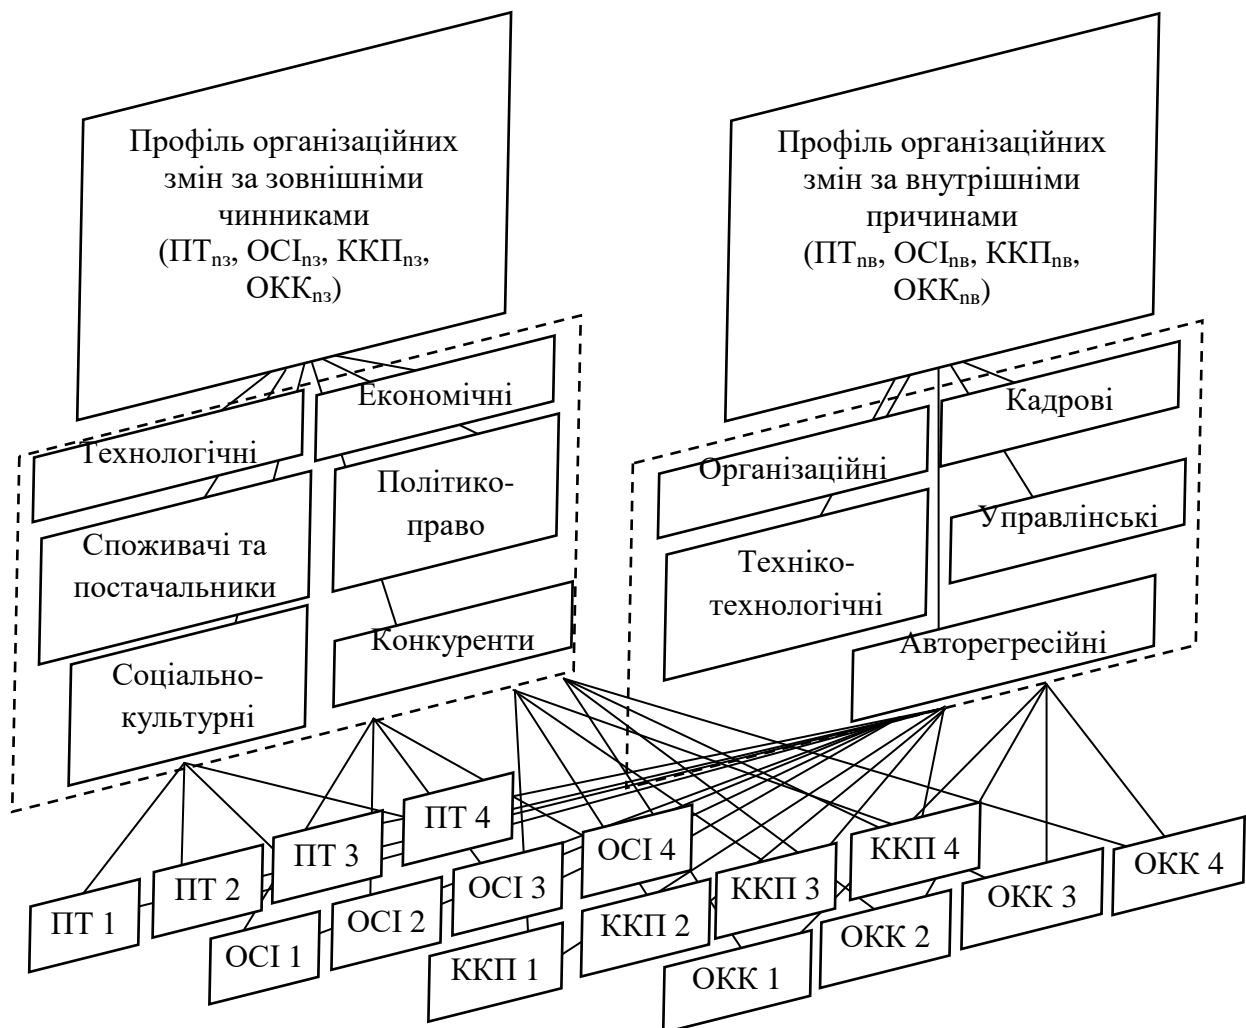 Профіль організаційних
змін за зовнішніми
чинниками
(ПТпз, ОСІпз, ККПпз,
ОККпз)
Профіль організаційних
змін за внутрішніми
причинами
(ПТпв, ОСІпв, ККПпв,
ОККпв)
Економічні
Технологічні
Політико-
право
Споживачі та
постачальники
Конкуренти
Соціально-
культурні
Кадрові
Організаційні
Управлінські
Техніко-
технологічні
Авторегресійні
ПТ 1
ПТ 2
ПТ 3
ПТ 4
ОСІ 1
ОСІ 2
ОСІ 3
ОСІ 4
ККП 1
ККП 2
ККП 3
ККП 4
ОКК 1
ОКК 2
ОКК 3
ОКК 4